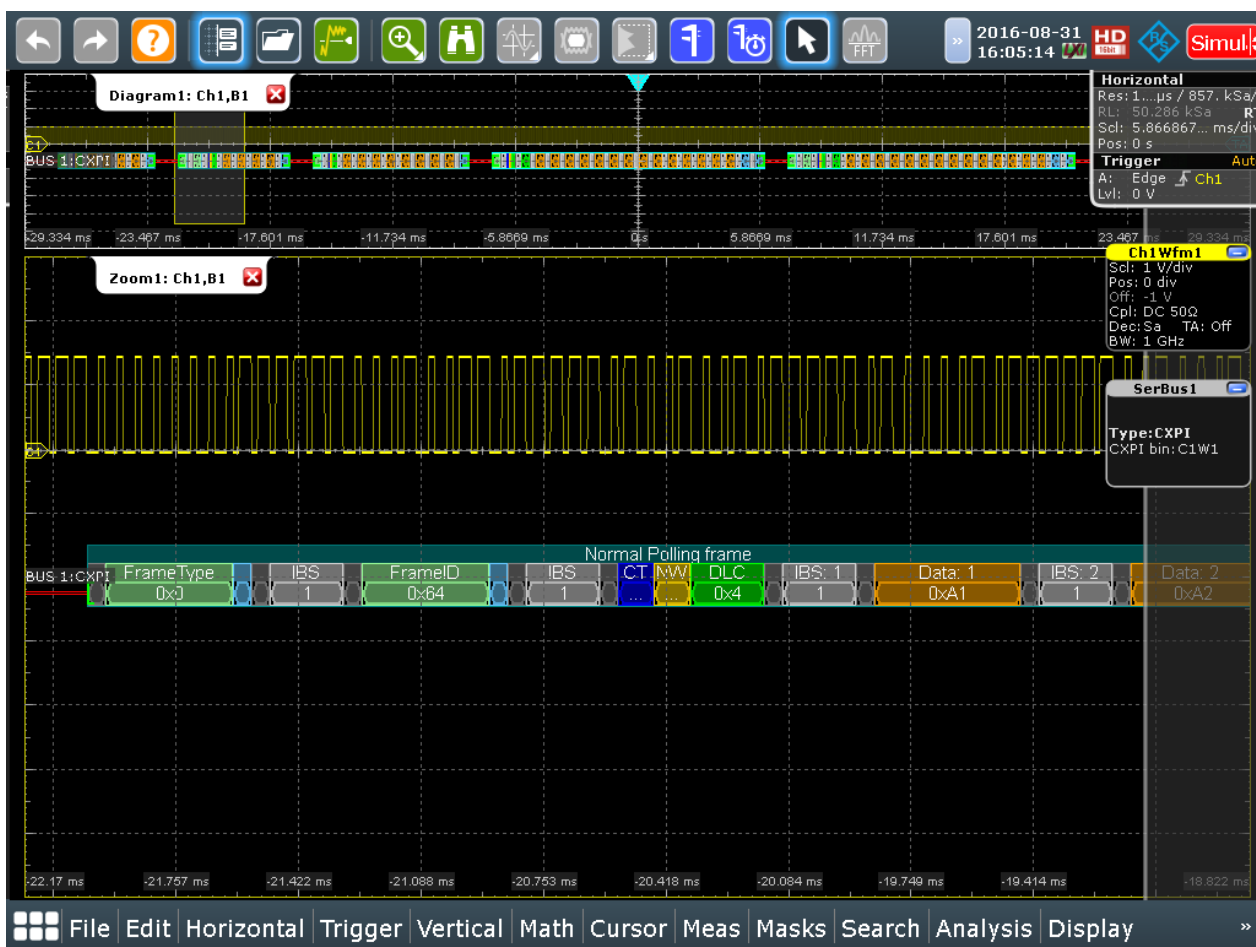 FFT
»
2016-08-31
16:05:14
HD
16bit
R&S
Simul.
Diagram1: Ch1,B1
C1
BUS 1:CXPI
-29.334 ms -23.467 ms -17.601 ms -11.734 ms -5.8669 ms 0 s 5.8669 ms 11.734 ms 17.601 ms 23.467 ms 29.334 ms
Horizontal
Res: 1...µs / 857. kSa/
RL: 50.286 kSa R
Scl: 5.866867... ms/div
Pos: 0 s
TA
Trigger Aut
A: Edge Ch1
Lvl: 0 V
Zoom1: Ch1,B1
Ch1Wfm1
Scl: 1 V/div
Pos: 0 div
Off: -1 V
Cpl: DC 50Ω
Dec: Sa TA: Off
BW: 1 GHz
SerBus1
Type:CXPI
CXPI bin: C1W1
Normal Polling frame
BUS 1:CXPI
FrameType IBS FrameID IBS CT NW DLC IBS: 1 Data: 1 IBS: 2 Data: 2
0x0 1 0x64 1 ... ... 0x4 1 0xA1 1 0xA2
-22.17 ms -21.757 ms -21.422 ms -21.088 ms -20.753 ms -20.418 ms -20.084 ms -19.749 ms -19.414 ms -18.822 ms
File Edit Horizontal Trigger Vertical Math Cursor Meas Masks Search Analysis Display »